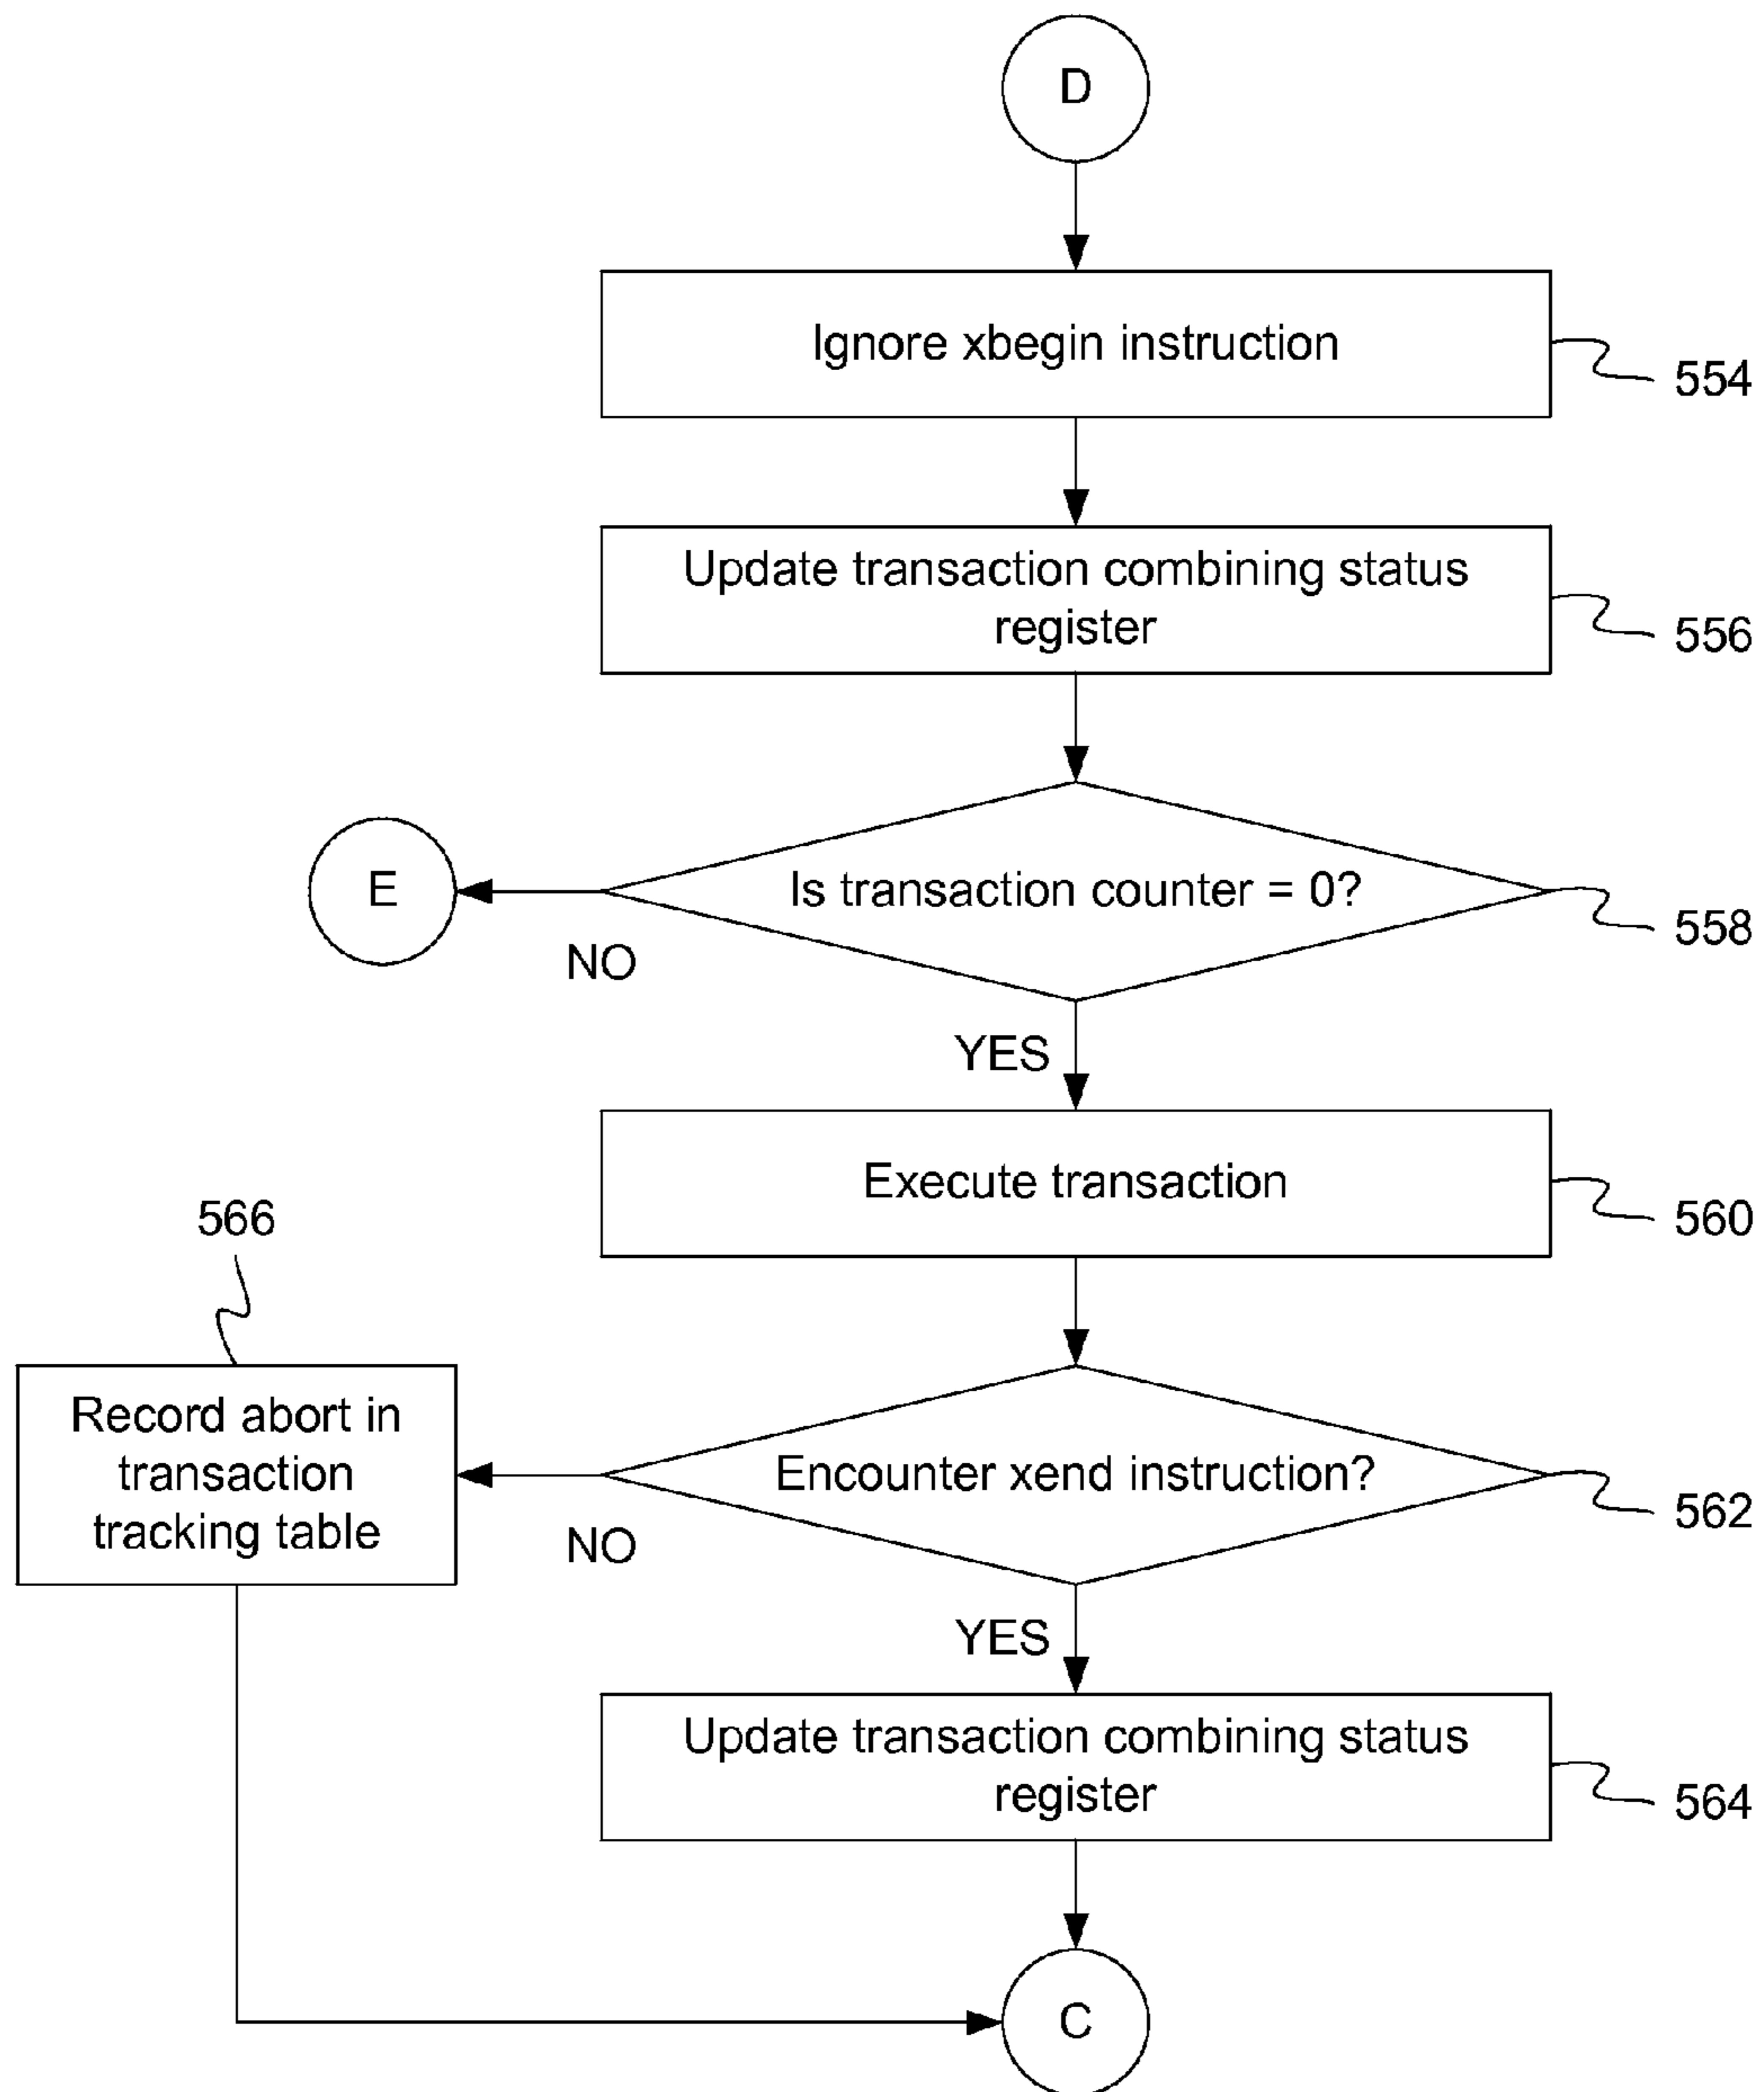 D
Ignore xbegin instruction
554
Update transaction combining status
register
556
Is transaction counter = 0?
E
558
NO
YES
Execute transaction
560
566
Record abort in
transaction
tracking table
Encounter xend instruction?
562
NO
YES
Update transaction combining status
register
564
C